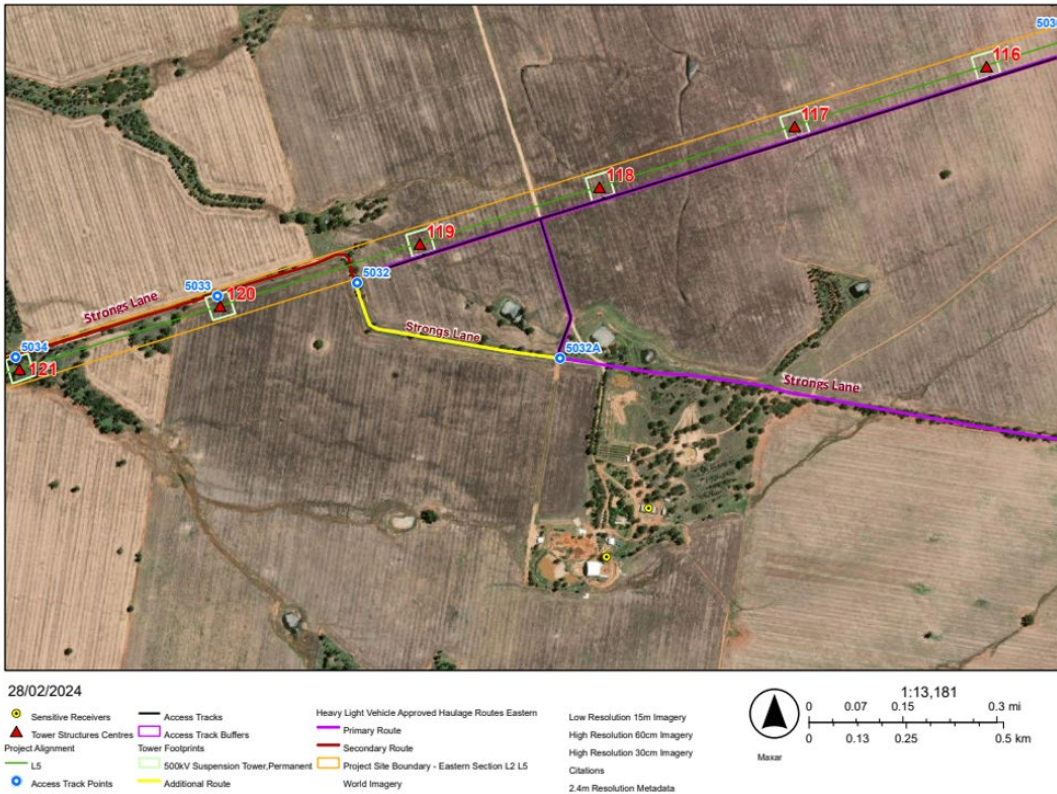 5036
116
117
118
119
5032
5033
120
Strongs Lane
Strongs Lane
5034
121
5032A
Strongs Lane
28/02/2024
Sensitive Receivers
Tower Structures Centres
Project Alignment
L5
Access Track Points
Access Tracks
Access Track Buffers
Tower Footprints
500kV Suspension Tower,Permanent
Additional Route
Heavy Light Vehicle Approved Haulage Routes Eastern
Primary Route
Secondary Route
Project Site Boundary - Eastern Section L2 L5
World Imagery
Low Resolution 15m Imagery
High Resolution 60cm Imagery
High Resolution 30cm Imagery
Citations
2.4m Resolution Metadata
Maxar
1:13,181
0 0.07 0.15 0.3 mi
0 0.13 0.25 0.5 km